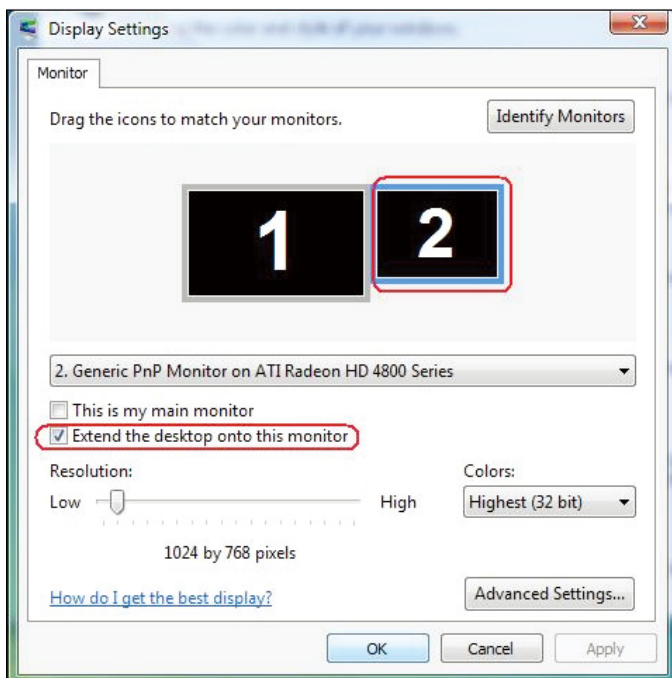 Display Settings
Monitor
Drag the icons to match your monitors.
Identify Monitors
1
2
2. Generic PnP Monitor on ATI Radeon HD 4800 Series
This is my main monitor
Extend the desktop onto this monitor
Resolution:
Colors:
Low
High
Highest (32 bit)
1024 by 768 pixels
How do I get the best display?
Advanced Settings...
OK
Cancel
Apply